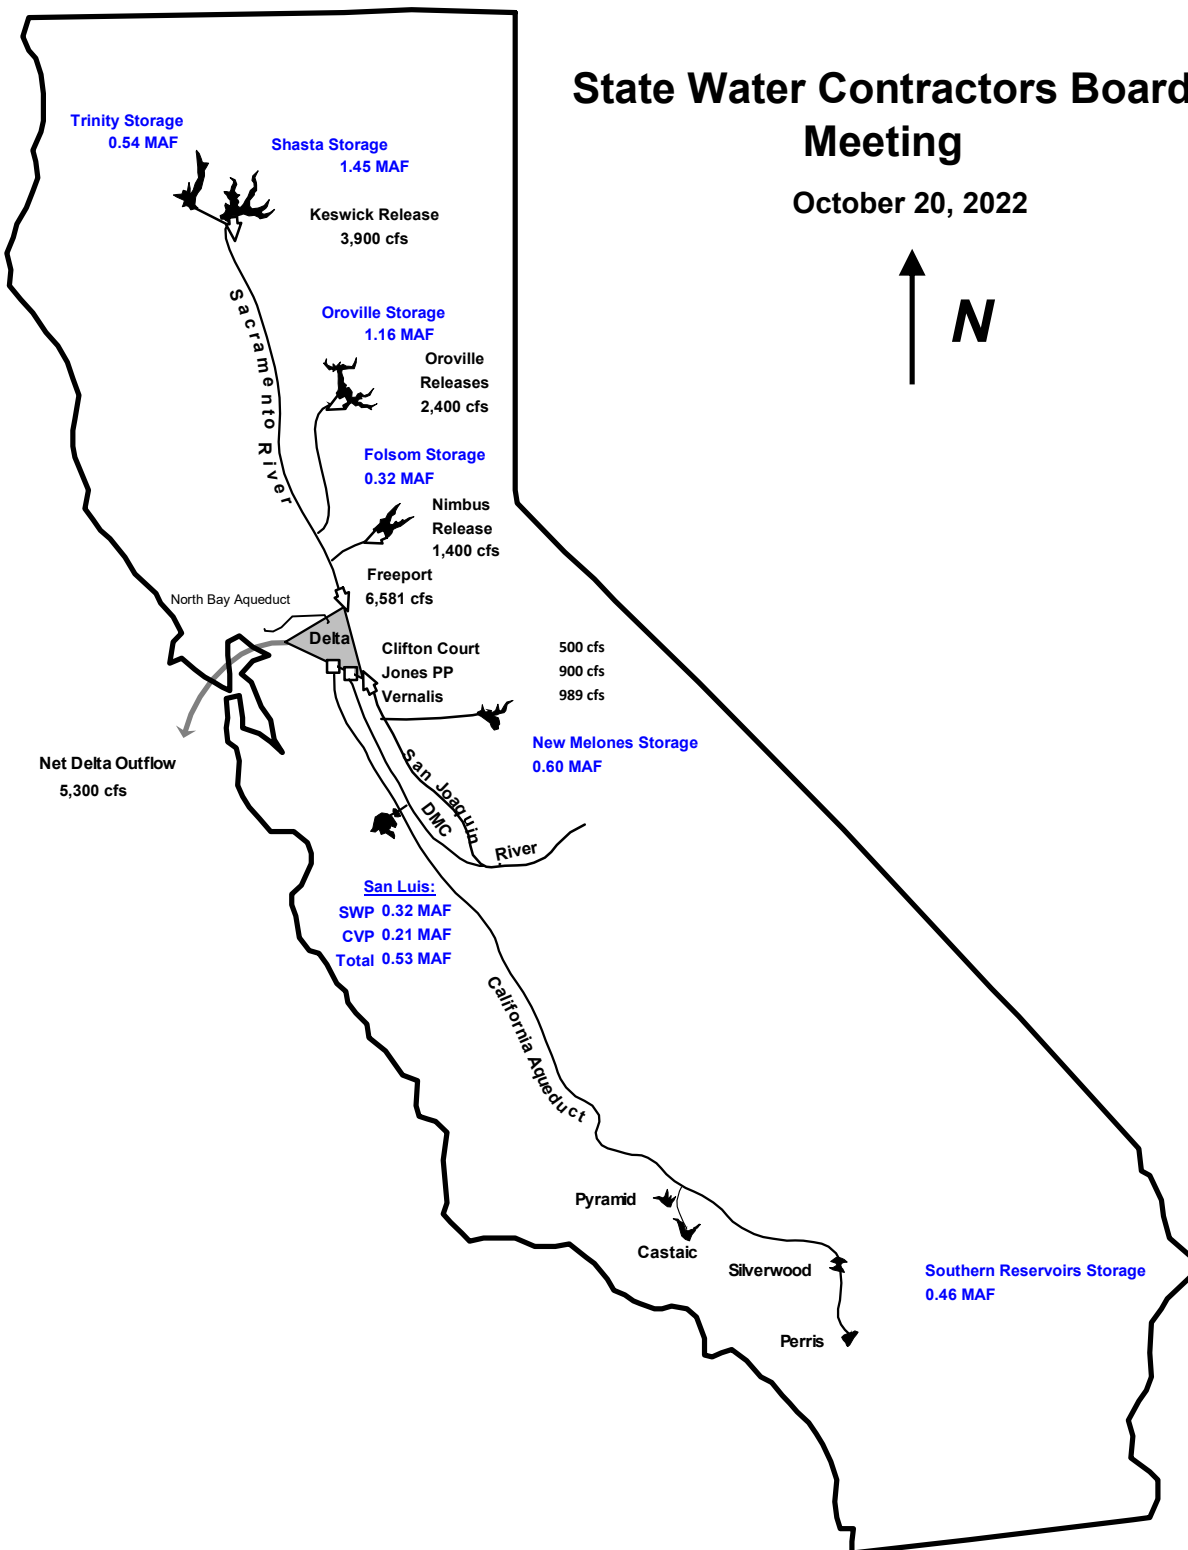 State Water Contractors Board
Meeting
October 20, 2022
N
Trinity Storage
0.54 MAF
Shasta Storage
1.45 MAF
Keswick Release
3,900 cfs
Sacramento River
Oroville Storage
1.16 MAF
Oroville
Releases
2,400 cfs
Folsom Storage
0.32 MAF
Nimbus
Release
1,400 cfs
Freeport
6,581 cfs
North Bay Aqueduct
Delta
Clifton Court 500 cfs
Jones PP 900 cfs
Vernalis 989 cfs
New Melones Storage
0.60 MAF
Net Delta Outflow
5,300 cfs
San Joaquin
River
DMC
San Luis:
SWP 0.32 MAF
CVP 0.21 MAF
Total 0.53 MAF
California Aqueduct
Pyramid
Castaic
Silverwood
Perris
Southern Reservoirs Storage
0.46 MAF